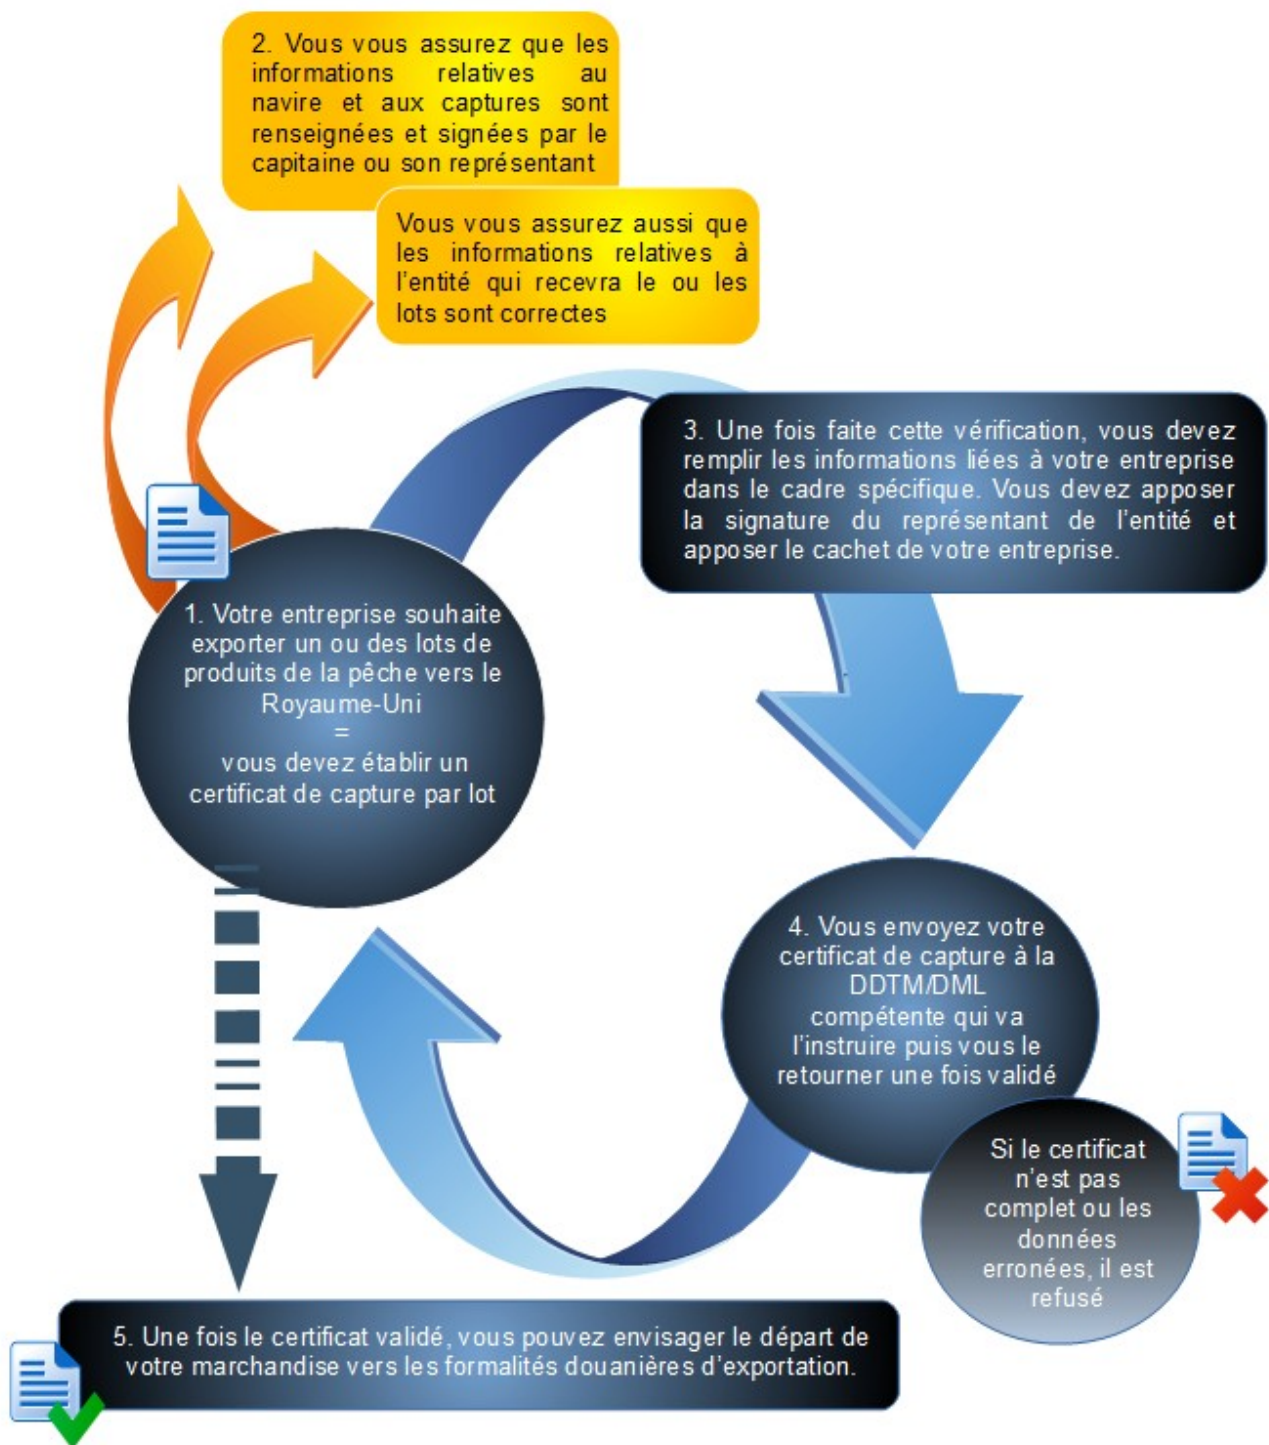 2. Vous vous assurez que les
informations relatives au
navire et aux captures sont
renseignées et signées par le
capitaine ou son représentant
Vous vous assurez aussi que
les informations relatives à
l'entité qui recevra le ou les
lots sont correctes
3. Une fois faite cette vérification, vous devez
remplir les informations liées à votre entreprise
dans le cadre spécifique. Vous devez apposer
la signature du représentant de l'entité et
apposer le cachet de votre entreprise.
1. Votre entreprise souhaite
exporter un ou des lots de
produits de la pêche vers le
Royaume-Uni
=
vous devez établir un
certificat de capture par lot
4. Vous envoyez votre
certificat de capture à la
DDTM/DML
compétente qui va
l'instruire puis vous le
retourner une fois validé
Si le certificat
n'est pas
complet ou les
données
erronées, il est
refusé
5. Une fois le certificat validé, vous pouvez envisager le départ de
votre marchandise vers les formalités douanières d'exportation.